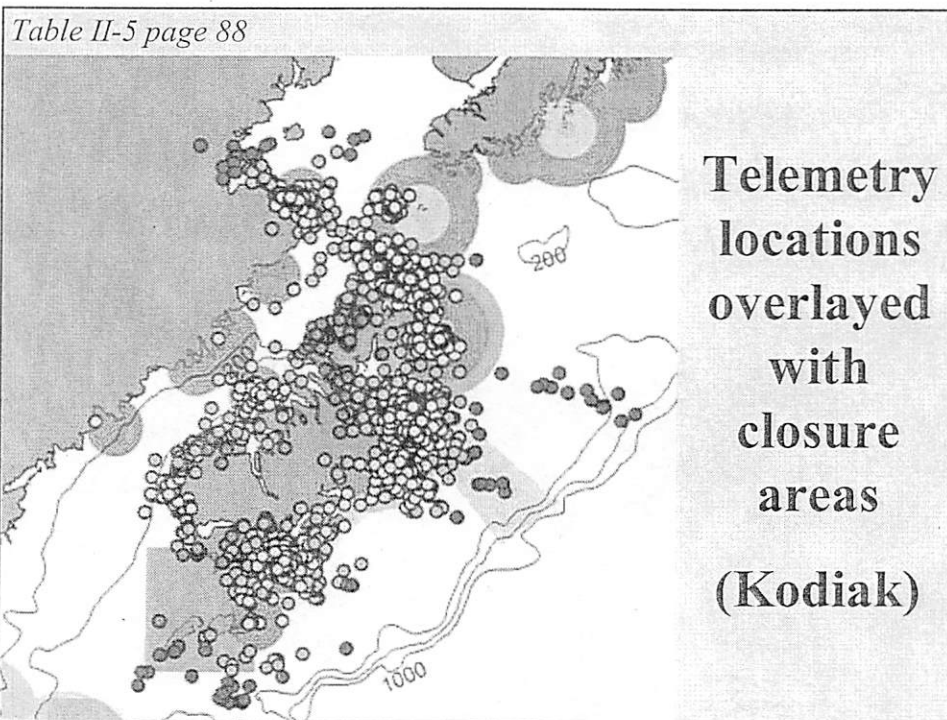 Table II-5 page 88
Telemetry
locations
overlayed
with
closure
areas
(Kodiak)
200
1000